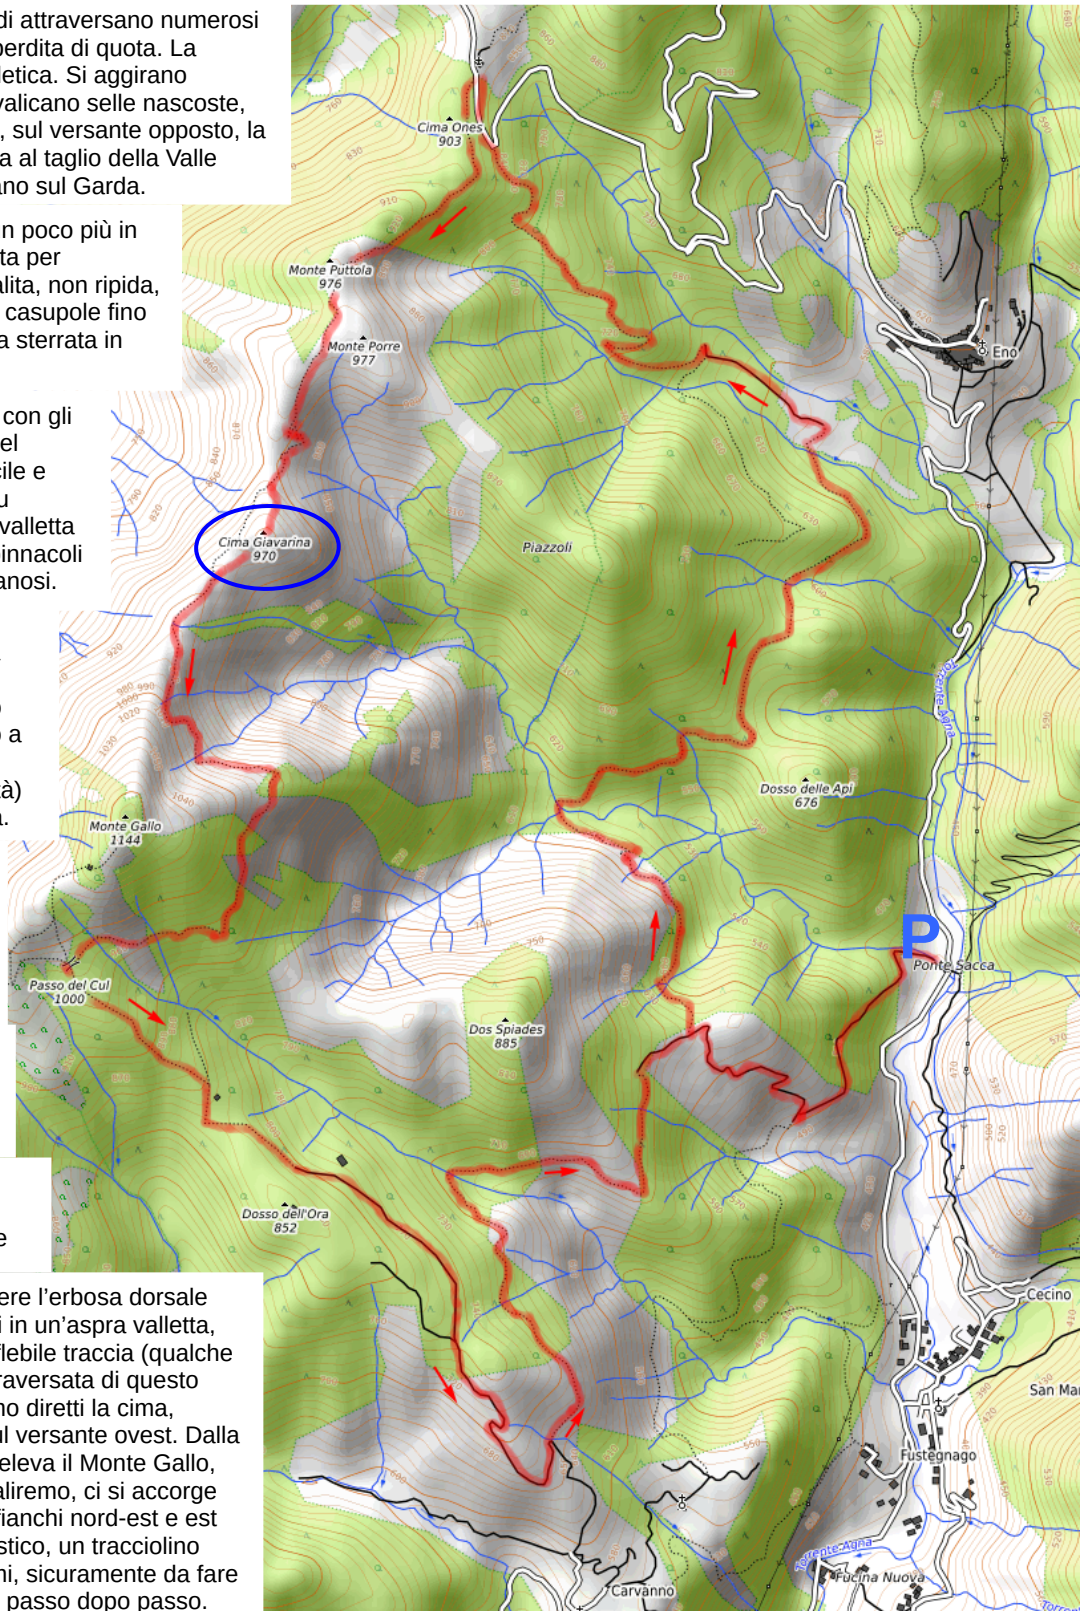 di attraversano numerosi
perdita di quota. La
letica. Si aggirano
valicano selle nascoste,
, sul versante opposto, la
a al taglio della Valle
ano sul Garda.
n poco più in
ta per
alita, non ripida,
casupole fino
a sterrata in
con gli
el
cile e
u
valletta
pinnacoli
anosi.
a
tà)
.
e
ere l'erbosa dorsale
i in un'aspra valletta,
flebile traccia (qualche
raversata di questo
no diretti la cima,
ul versante ovest. Dalla
eleva il Monte Gallo,
aliremo, ci si accorge
fianchi nord-est e est
stico, un tracciolino
ni, sicuramente da fare
passo dopo passo.
Cima Ones
903
Monte Puttola
976
Monte Porre
977
Eno
Cima Giavarina
970
Piazzoli
Torrente Agna
Dosso delle Api
676
Monte Gallo
1144
P
Ponte Sacca
Passo del Cul
1000
Dos Spiades
885
Dosso dell'Ora
852
Cecino
San Mar
Fustegnago
Torrente Agna
Fucina Nuova
Carvanno
Torre